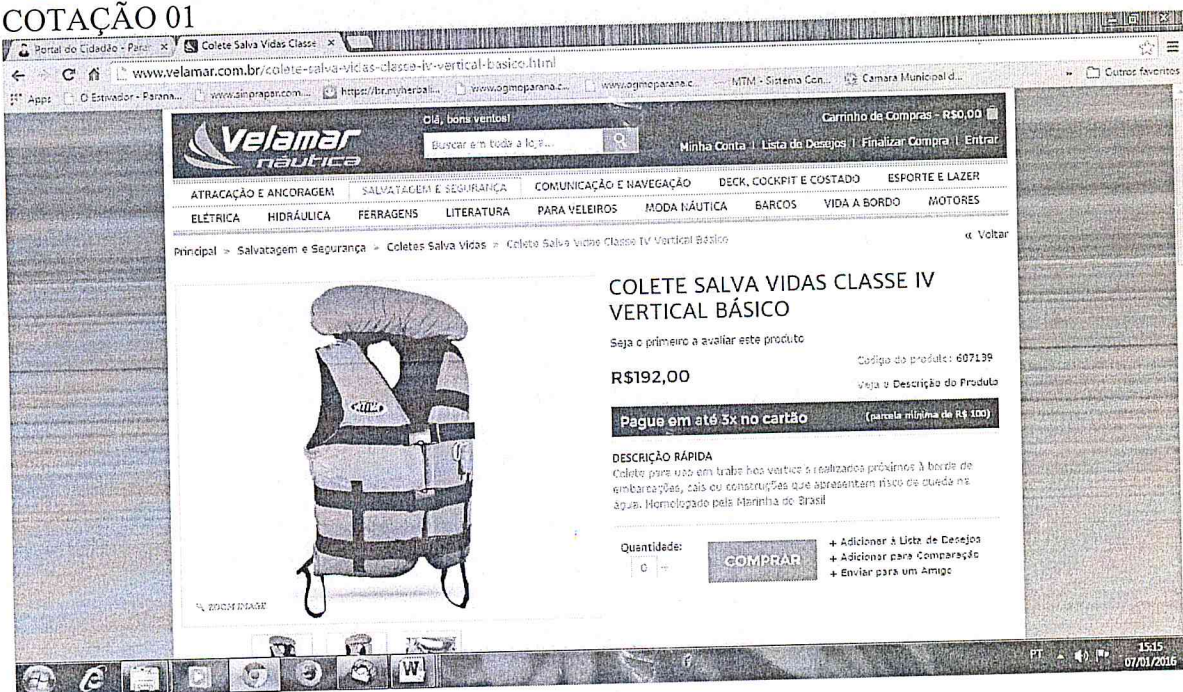 COTAÇÃO 01
Portal do Cidadão - Para
Colete Salva Vidas Classe
www.velamar.com.br/colete-salva-vidas-classe-iv-vertical-basico.html
Apps O Estivador - Parana... www.sinprapar.com... https://br.myherbali... www.ogmoparana.c... www.ogmoparana.c... MTM - Sistema Con... Camara Municipal d... Outros favoritos
Velamar
náutica
Olá, bons ventos!
Buscar em toda a loja...
Carrinho de Compras - R$0,00
Minha Conta | Lista de Desejos | Finalizar Compra | Entrar
ATRACAÇÃO E ANCORAGEM SALVATAGEM E SEGURANÇA COMUNICAÇÃO E NAVEGAÇÃO DECK, COCKPIT E COSTADO ESPORTE E LAZER
ELÉTRICA HIDRÁULICA FERRAGENS LITERATURA PARA VELEIROS MODA NÁUTICA BARCOS VIDA A BORDO MOTORES
Principal > Salvatagem e Segurança > Coletes Salva Vidas > Colete Salva Vidas Classe IV Vertical Básico
« Voltar
COLETE SALVA VIDAS CLASSE IV
VERTICAL BÁSICO
Seja o primeiro a avaliar este produto
Codigo do produto: 607139
R$192,00
Veja a Descrição do Produto
Pague em até 3x no cartão (parcela mínima de R$ 100)
DESCRIÇÃO RÁPIDA
Colete para uso em trabalhos verticais realizados próximos à borda de
embarcações, cais ou construções que apresentem risco de queda na
água. Homologado pela Marinha do Brasil
Quantidade:
0
COMPRAR
+ Adicionar à Lista de Desejos
+ Adicionar para Comparação
+ Enviar para um Amigo
ATIVA
ZOOM IMAGE
PT
15:15
07/01/2016